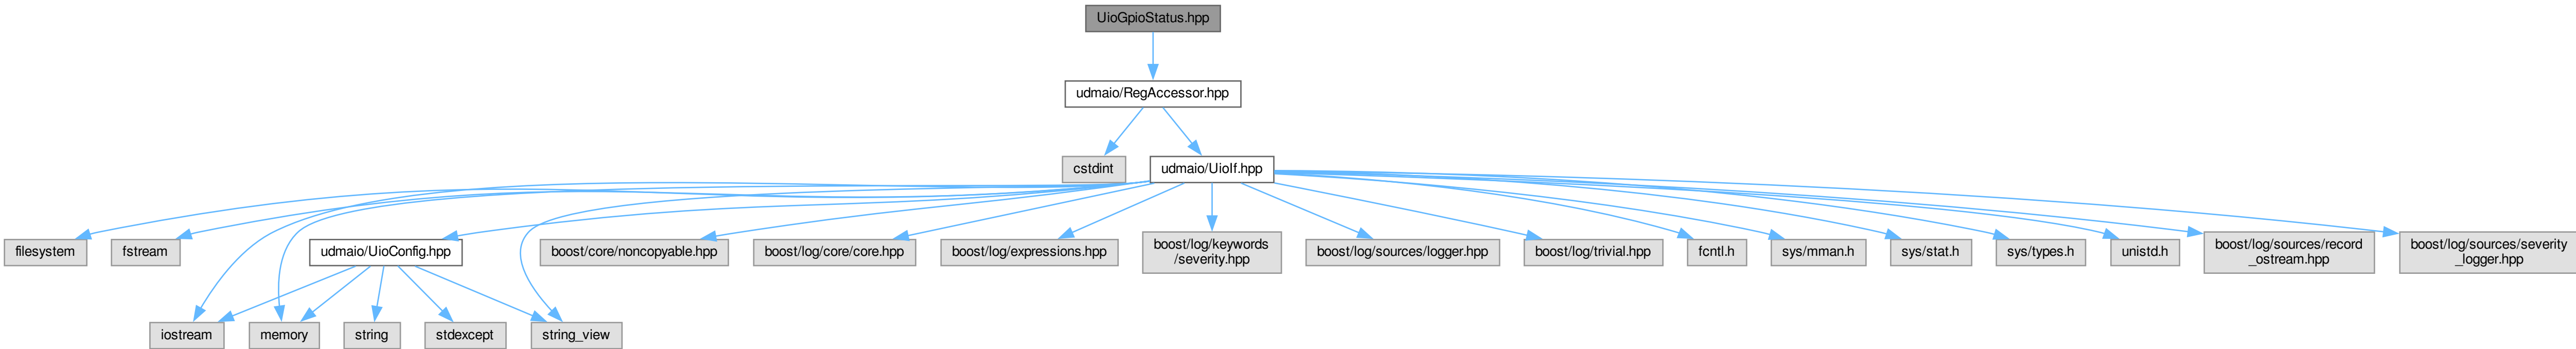 UioGpioStatus.hpp
udmaio/RegAccessor.hpp
cstdint
udmaio/UioIf.hpp
filesystem
fstream
udmaio/UioConfig.hpp
boost/core/noncopyable.hpp
boost/log/core/core.hpp
boost/log/expressions.hpp
boost/log/keywords
/severity.hpp
boost/log/sources/logger.hpp
boost/log/trivial.hpp
fcntl.h
sys/mman.h
sys/stat.h
sys/types.h
unistd.h
boost/log/sources/record
_ostream.hpp
boost/log/sources/severity
_logger.hpp
iostream
memory
string
stdexcept
string_view